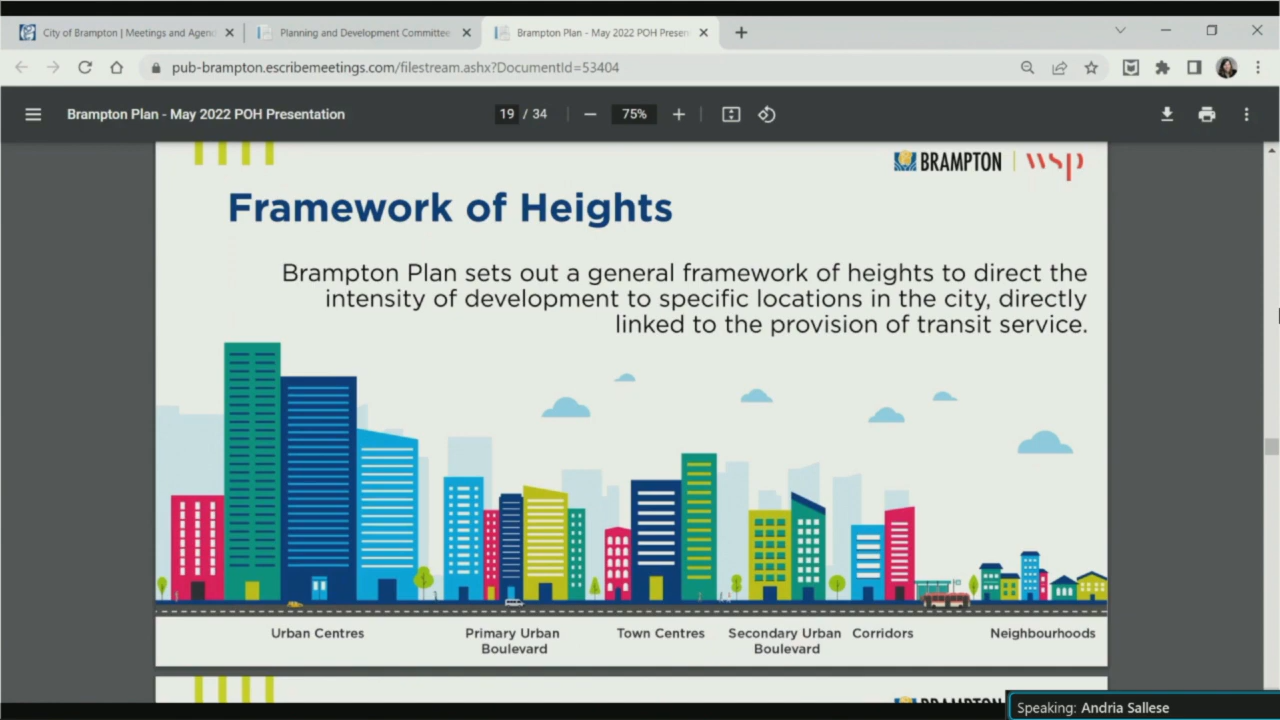 City of Brampton | Meetings and Agen
Planning and Development Committee
Brampton Plan - May 2022 POH Presen
pub-brampton.escribemeetings.com/filestream.ashx?DocumentId=53404
Brampton Plan - May 2022 POH Presentation
19 / 34
75%
BRAMPTON | wsp
Framework of Heights
Brampton Plan sets out a general framework of heights to direct the
intensity of development to specific locations in the city, directly
linked to the provision of transit service.
Urban Centres
Primary Urban
Boulevard
Town Centres
Secondary Urban
Boulevard
Corridors
Neighbourhoods
Speaking: Andria Sallese